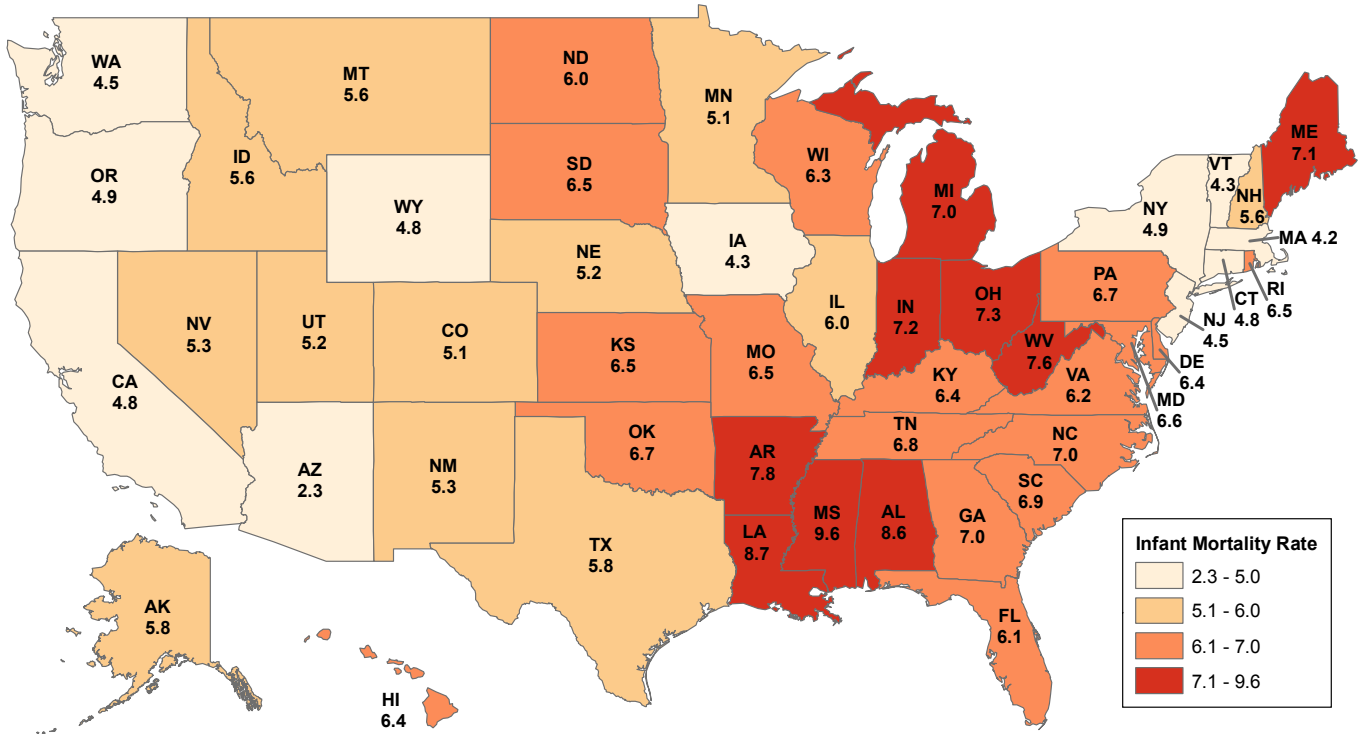 WA
4.5
MT
5.6
ND
6.0
MN
5.1
ID
5.6
OR
4.9
SD
6.5
WI
6.3
MI
7.0
ME
7.1
VT
4.3
NH
5.6
NY
4.9
MA 4.2
WY
4.8
IA
4.3
NE
5.2
PA
6.7
RI
6.5
CT
4.8
NJ
4.5
NV
5.3
UT
5.2
CO
5.1
IL
6.0
IN
7.2
OH
7.3
WV
7.6
DE
6.4
MD
6.6
CA
4.8
KS
6.5
MO
6.5
KY
6.4
VA
6.2
AZ
2.3
NM
5.3
OK
6.7
AR
7.8
TN
6.8
NC
7.0
SC
6.9
TX
5.8
LA
8.7
MS
9.6
AL
8.6
GA
7.0
FL
6.1
AK
5.8
HI
6.4
Infant Mortality Rate
2.3 - 5.0
5.1 - 6.0
6.1 - 7.0
7.1 - 9.6